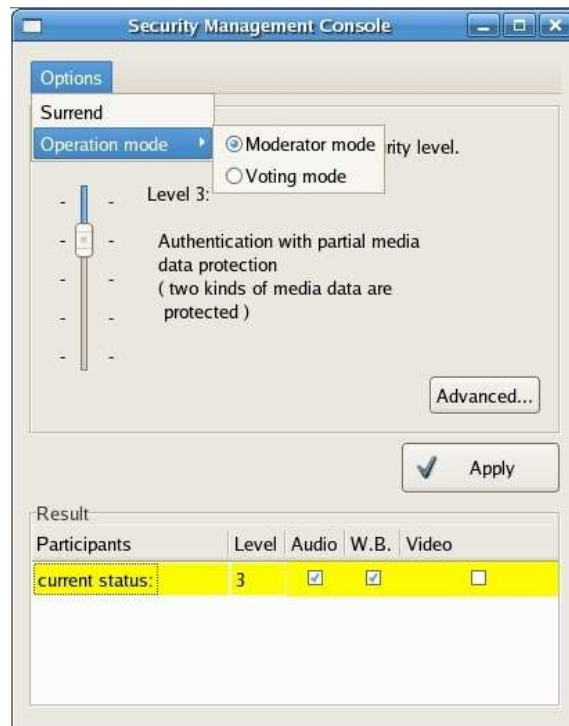 Security Management Console
Options
Surrend
Operation mode
Moderator mode
rity level.
Voting mode
Level 3:
Authentication with partial media
data protection
( two kinds of media data are
protected )
Advanced...
Apply
Result
Participants Level Audio W.B. Video
current status: 3